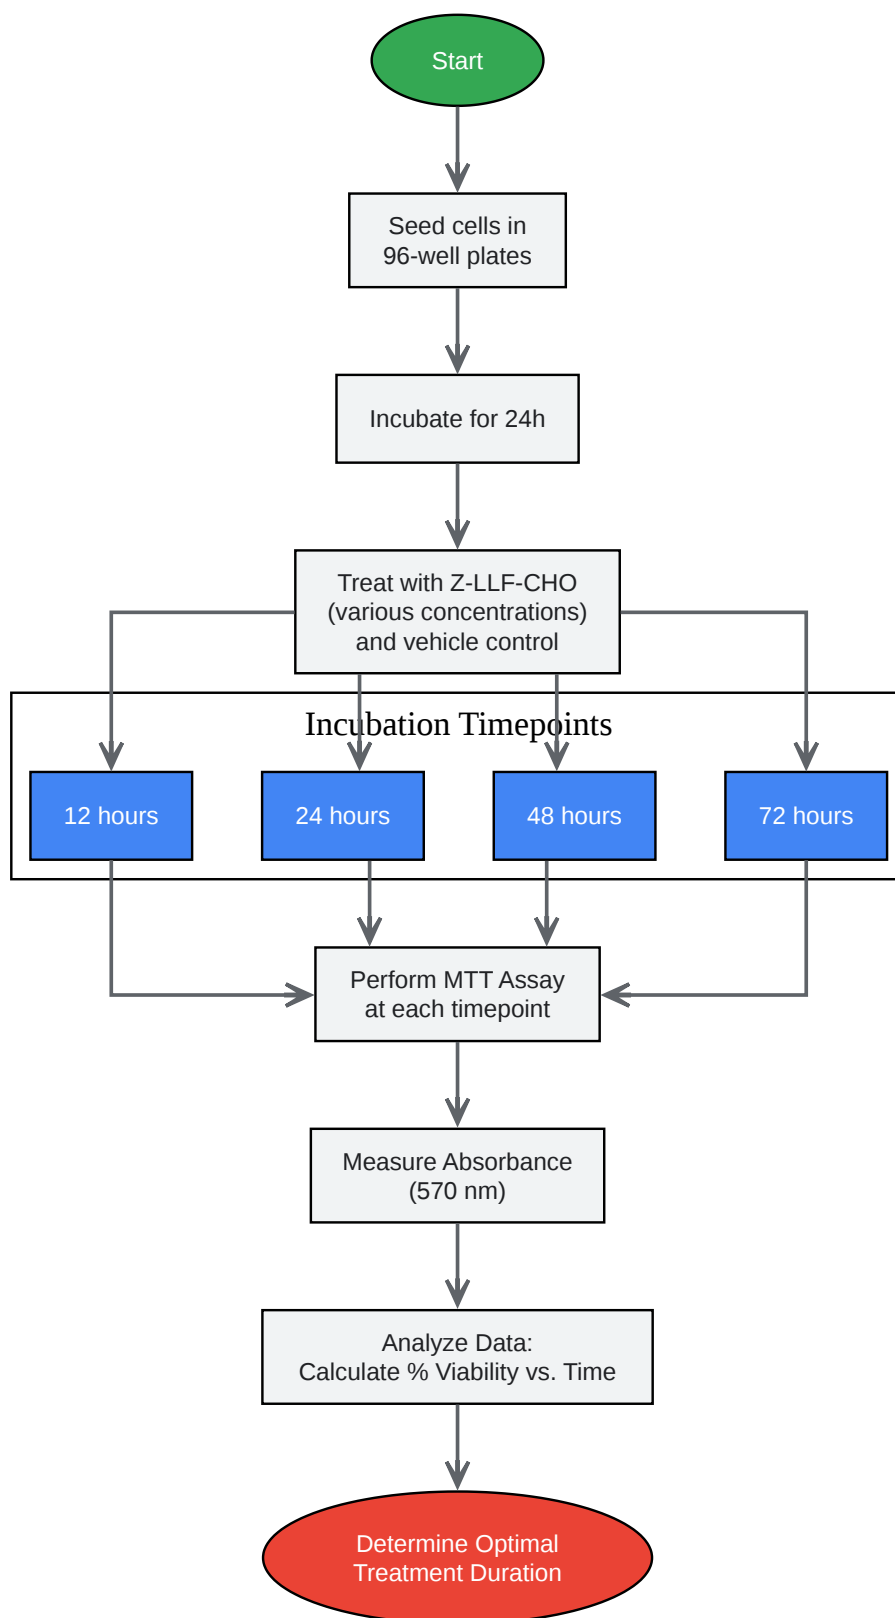 Start
Seed cells in
96-well plates
Incubate for 24h
Treat with Z-LLF-CHO
(various concentrations)
and vehicle control
Incubation Timepoints
12 hours
24 hours
48 hours
72 hours
Perform MTT Assay
at each timepoint
Measure Absorbance
(570 nm)
Analyze Data:
Calculate % Viability vs. Time
Determine Optimal
Treatment Duration